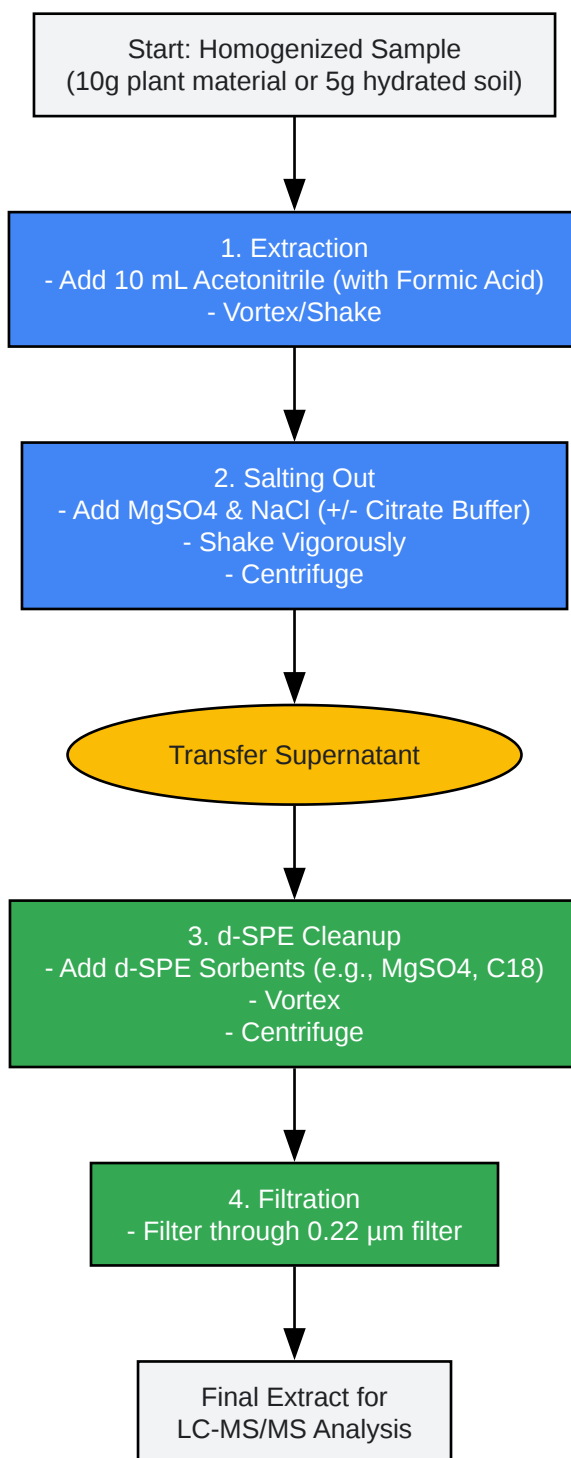 Start: Homogenized Sample
(10g plant material or 5g hydrated soil)
1. Extraction
- Add 10 mL Acetonitrile (with Formic Acid)
- Vortex/Shake
2. Salting Out
- Add MgSO4 & NaCl (+/- Citrate Buffer)
- Shake Vigorously
- Centrifuge
Transfer Supernatant
3. d-SPE Cleanup
- Add d-SPE Sorbents (e.g., MgSO4, C18)
- Vortex
- Centrifuge
4. Filtration
- Filter through 0.22 µm filter
Final Extract for
LC-MS/MS Analysis